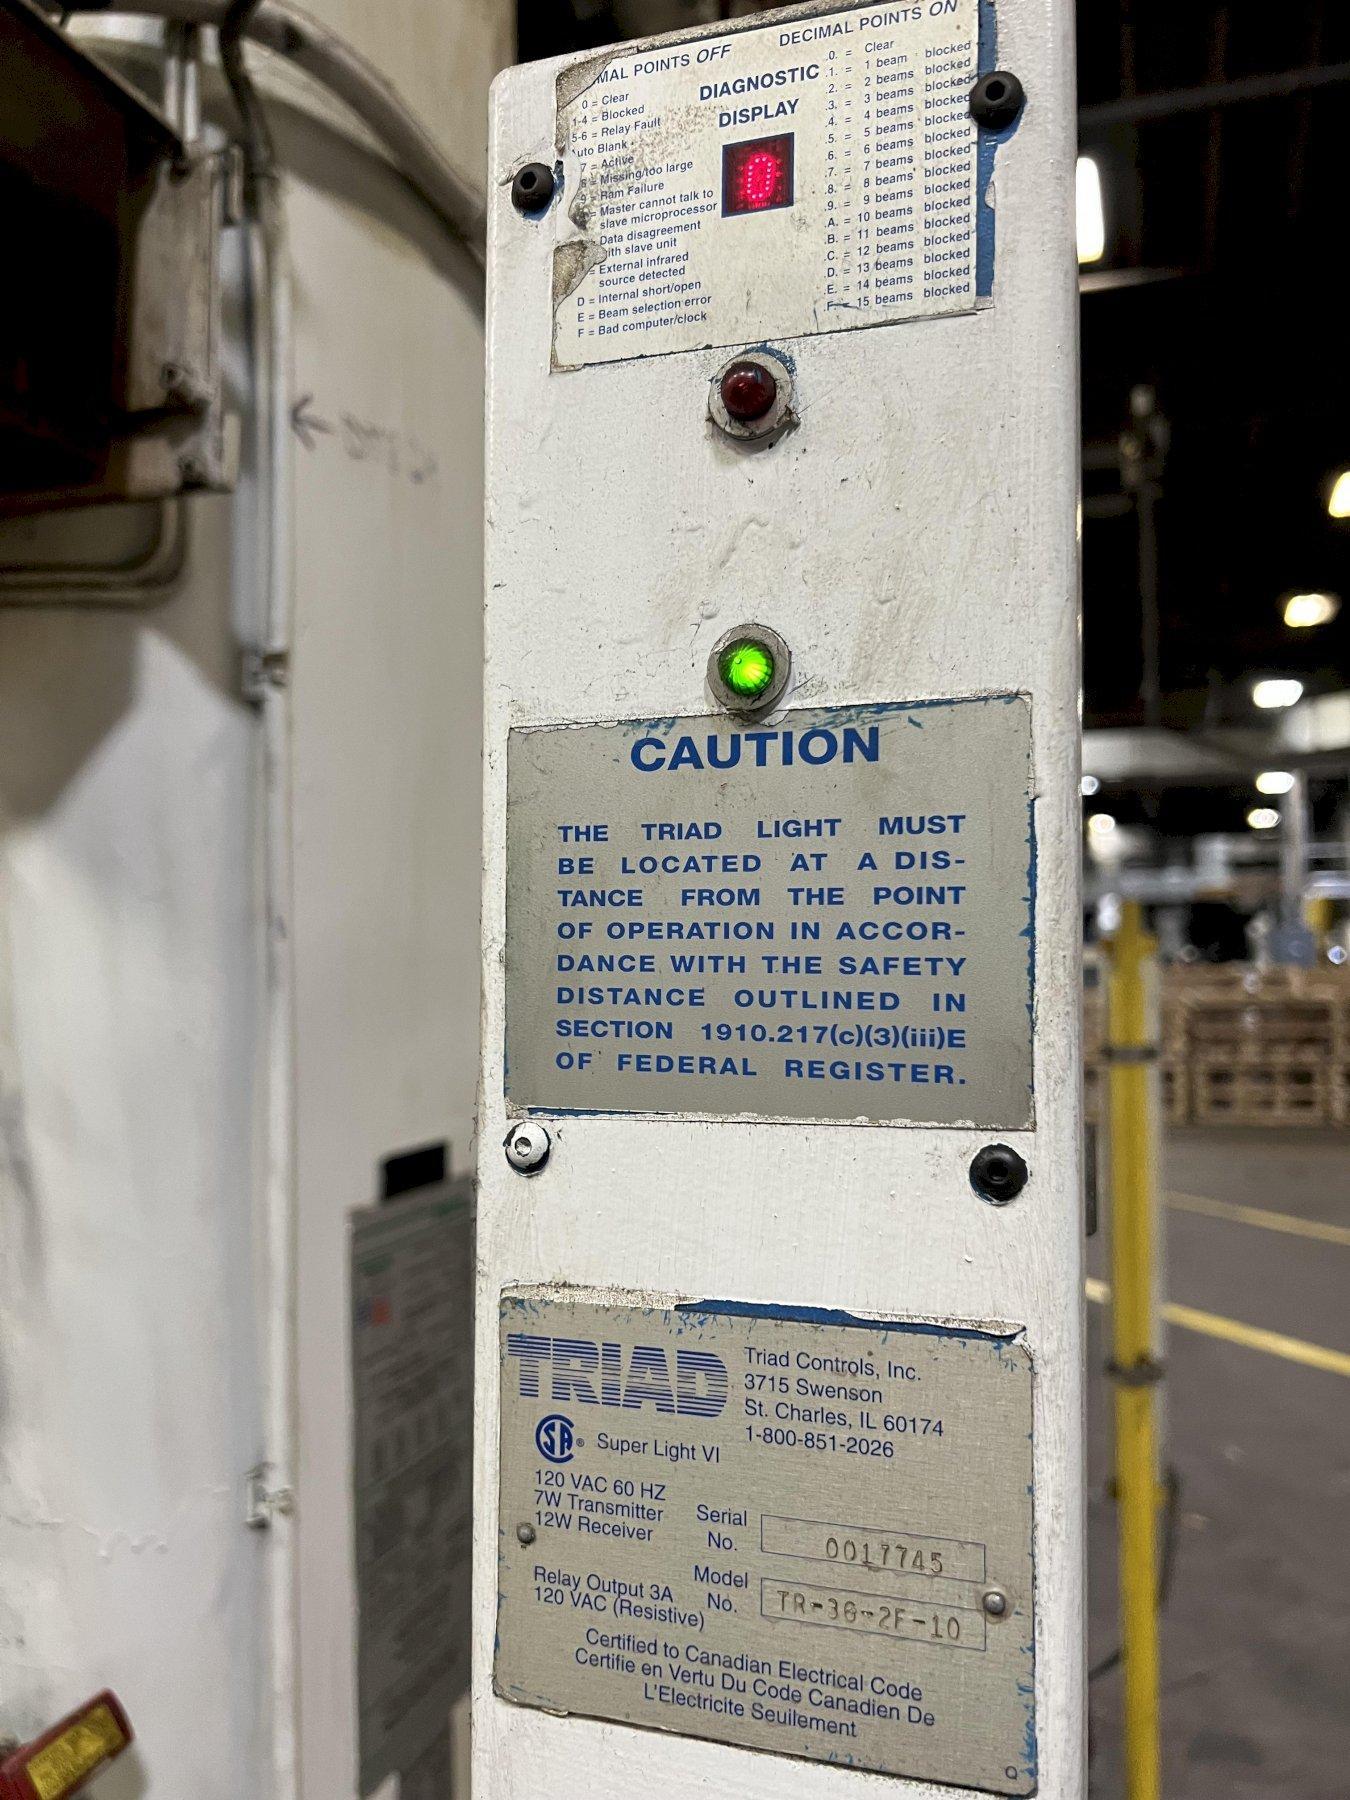 MAL POINTS OFF
0 = Clear
1-4 = Blocked
5-6 = Relay Fault
uto Blank
7 = Active
8 = Missing/too large
9 = Ram Failure
= Master cannot talk to
slave microprocessor
Data disagreement
ith slave unit
= External infrared
source detected
D = Internal short/open
E = Beam selection error
F = Bad computer/clock
DIAGNOSTIC
DISPLAY
0
DECIMAL POINTS ON
.0. = Clear
.1. = 1 beam blocked
.2. = 2 beams blocked
.3. = 3 beams blocked
.4. = 4 beams blocked
.5. = 5 beams blocked
.6. = 6 beams blocked
.7. = 7 beams blocked
.8. = 8 beams blocked
.9. = 9 beams blocked
.A. = 10 beams blocked
.B. = 11 beams blocked
.C. = 12 beams blocked
.D. = 13 beams blocked
.E. = 14 beams blocked
F = 15 beams blocked
CAUTION
THE TRIAD LIGHT MUST
BE LOCATED AT A DIS-
TANCE FROM THE POINT
OF OPERATION IN ACCOR-
DANCE WITH THE SAFETY
DISTANCE OUTLINED IN
SECTION 1910.217(c)(3)(iii)E
OF FEDERAL REGISTER.
TRIAD
Triad Controls, Inc.
3715 Swenson
St. Charles, IL 60174
1-800-851-2026
SA® Super Light VI
120 VAC 60 HZ
7W Transmitter
12W Receiver
Serial
No.
0017745
Relay Output 3A
120 VAC (Resistive)
Model
No.
TR-36-2F-10
Certified to Canadian Electrical Code
Certifie en Vertu Du Code Canadien De
L'Electricite Seuilement
Q